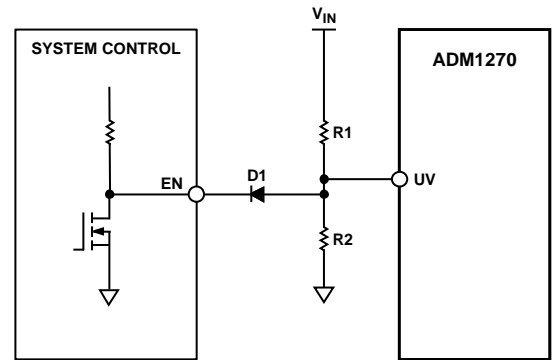 SYSTEM CONTROL
EN
D1
VIN
R1
R2
UV
ADM1270